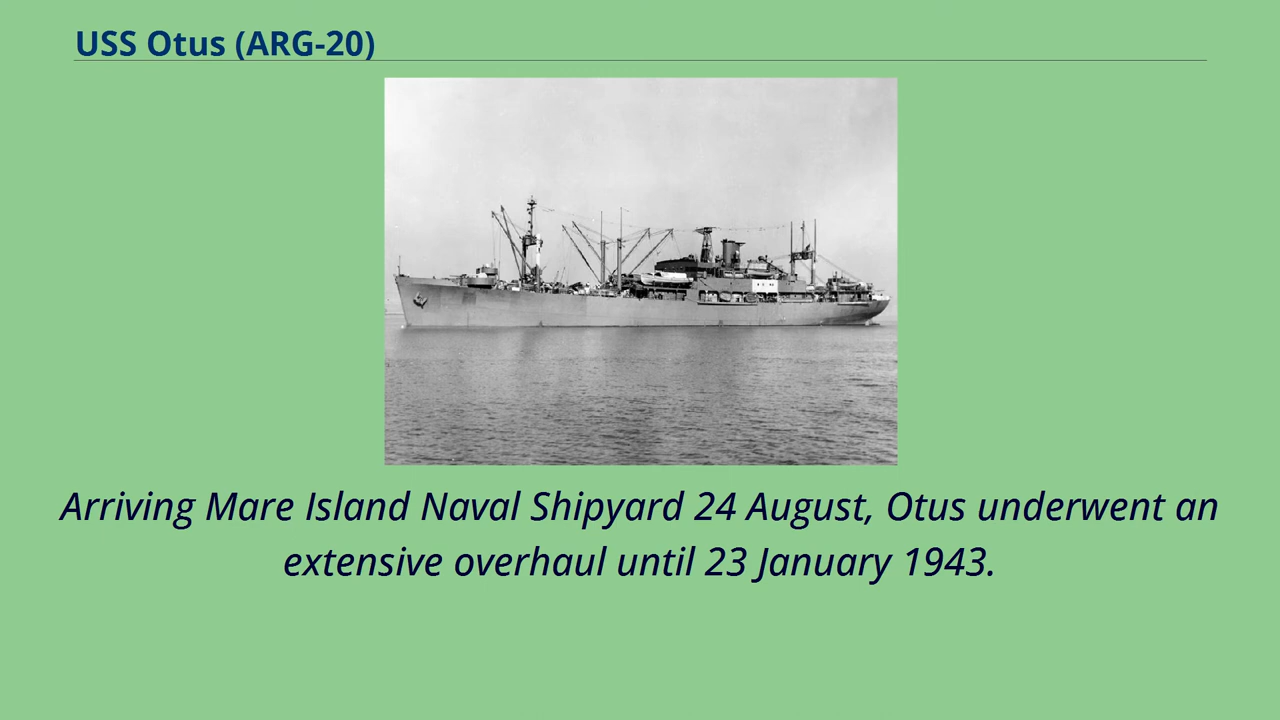 USS Otus (ARG-20)
Arriving Mare Island Naval Shipyard 24 August, Otus underwent an
extensive overhaul until 23 January 1943.